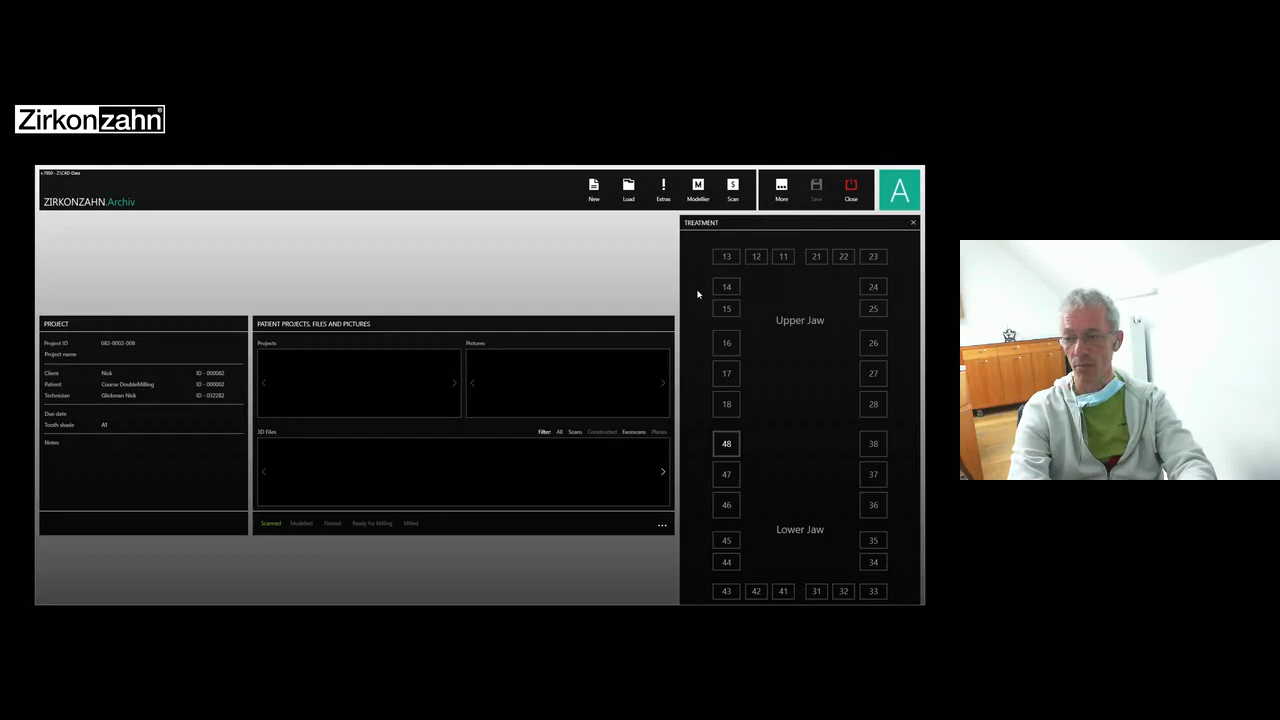 Zirkonzahn®
v.7860 - Z:\CAD-Data
ZIRKONZAHN.Archiv
New Load Extras Modellier Scan More Save Close
A
TREATMENT
13 12 11 21 22 23
14 24
15 25
Upper Jaw
16 26
17 27
18 28
48 38
47 37
46 36
Lower Jaw
45 35
44 34
43 42 41 31 32 33
PROJECT
Project ID 082-0002-008
Project name
Client Nick ID - 000082
Patient Course DoubleMilling ID - 000002
Technician Glickman Nick ID - 032282
Due date
Tooth shade A1
Notes
PATIENT PROJECTS, FILES AND PICTURES
Projects Pictures
3D Files Filter: All Scans Constructed Facescans Planes
Scanned Modelled Nested Ready for Milling Milled